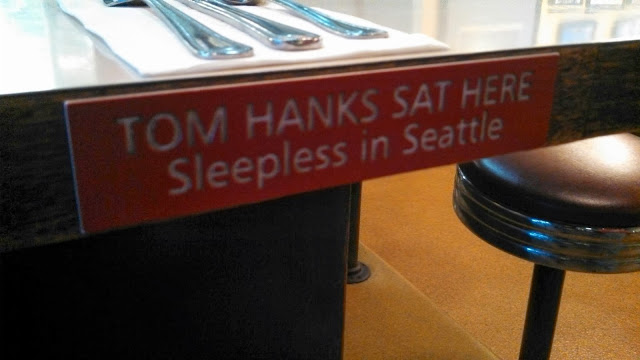 TOM HANKS SAT HERE
Sleepless in Seattle